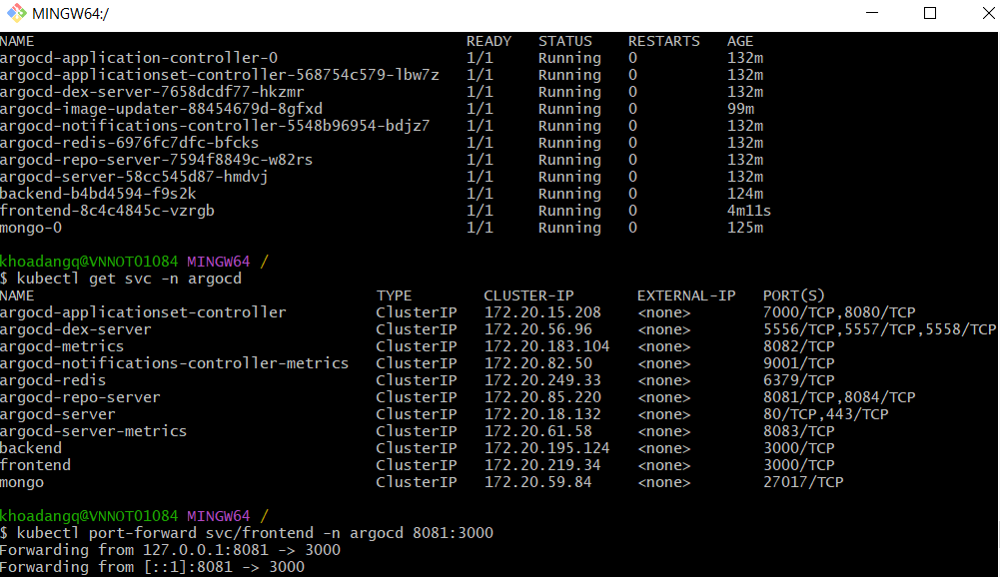 MINGW64:/
NAME READY STATUS RESTARTS AGE
argocd-application-controller-0 1/1 Running 0 132m
argocd-applicationset-controller-568754c579-lbw7z 1/1 Running 0 132m
argocd-dex-server-7658dcdf77-hkzmr 1/1 Running 0 132m
argocd-image-updater-88454679d-8gfxd 1/1 Running 0 99m
argocd-notifications-controller-5548b96954-bdjz7 1/1 Running 0 132m
argocd-redis-6976fc7dfc-bfcks 1/1 Running 0 132m
argocd-repo-server-7594f8849c-w82rs 1/1 Running 0 132m
argocd-server-58cc545d87-hmdvj 1/1 Running 0 132m
backend-b4bd4594-f9s2k 1/1 Running 0 124m
frontend-8c4c4845c-vzrgb 1/1 Running 0 4m11s
mongo-0 1/1 Running 0 125m
khoadangq@VNNOT01084 MINGW64 /
$ kubectl get svc -n argocd
NAME TYPE CLUSTER-IP EXTERNAL-IP PORT(S)
argocd-applicationset-controller ClusterIP 172.20.15.208 <none> 7000/TCP,8080/TCP
argocd-dex-server ClusterIP 172.20.56.96 <none> 5556/TCP,5557/TCP,5558/TCP
argocd-metrics ClusterIP 172.20.183.104 <none> 8082/TCP
argocd-notifications-controller-metrics ClusterIP 172.20.82.50 <none> 9001/TCP
argocd-redis ClusterIP 172.20.249.33 <none> 6379/TCP
argocd-repo-server ClusterIP 172.20.85.220 <none> 8081/TCP,8084/TCP
argocd-server ClusterIP 172.20.18.132 <none> 80/TCP,443/TCP
argocd-server-metrics ClusterIP 172.20.61.58 <none> 8083/TCP
backend ClusterIP 172.20.195.124 <none> 3000/TCP
frontend ClusterIP 172.20.219.34 <none> 3000/TCP
mongo ClusterIP 172.20.59.84 <none> 27017/TCP
khoadangq@VNNOT01084 MINGW64 /
$ kubectl port-forward svc/frontend -n argocd 8081:3000
Forwarding from 127.0.0.1:8081 -> 3000
Forwarding from [::1]:8081 -> 3000